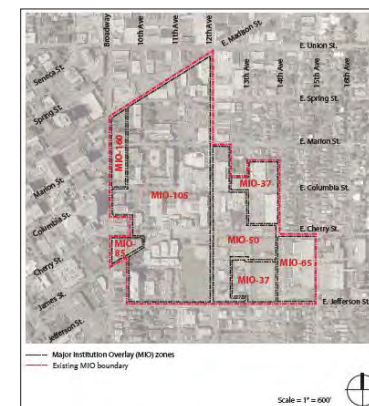 Broadway
10th Ave
11th Ave
12th Ave
E. Madison St.
E. Union St.
13th Ave
14th Ave
15th Ave
16th Ave
Seneca St.
Spring St.
E. Spring St.
Marion St.
E. Marion St.
Columbia St.
E. Columbia St.
Cherry St.
E. Cherry St.
James St.
Jefferson St.
E. Jefferson St.
MIO-160
MIO-105
MIO-37
MIO-
85
MIO-50
MIO-65
MIO-37
Major Institution Overlay (MIO) zones
Existing MIO boundary
Scale = 1" = 600'